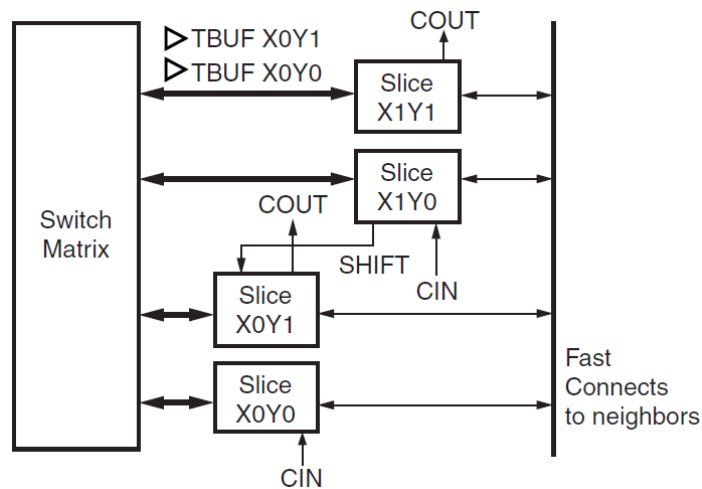 COUT
TBUF X0Y1
TBUF X0Y0
Slice
X1Y1
Slice
X1Y0
COUT
Switch
Matrix
SHIFT
CIN
Slice
X0Y1
Fast
Connects
to neighbors
Slice
X0Y0
CIN